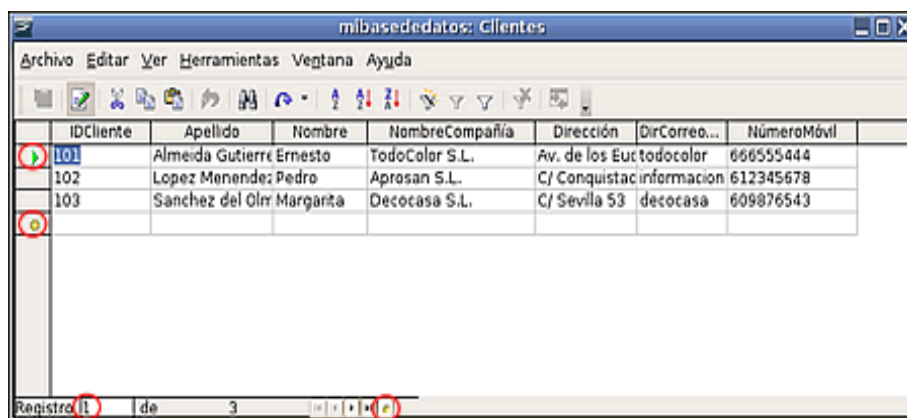 mibasededatos: Clientes
Archivo Editar Ver Herramientas Ventana Ayuda
IDCliente Apellido Nombre NombreCompañía Dirección DirCorreo... NúmeroMóvil
101 Almeida Gutierre Ernesto TodoColor S.L. Av. de los Euc todocolor 666555444
102 Lopez Menendez Pedro Aprosan S.L. C/ Conquistac informacion 612345678
103 Sanchez del Olm Margarita Decocasa S.L. C/ Sevilla 53 decocasa 609876543
Registro 1 de 3